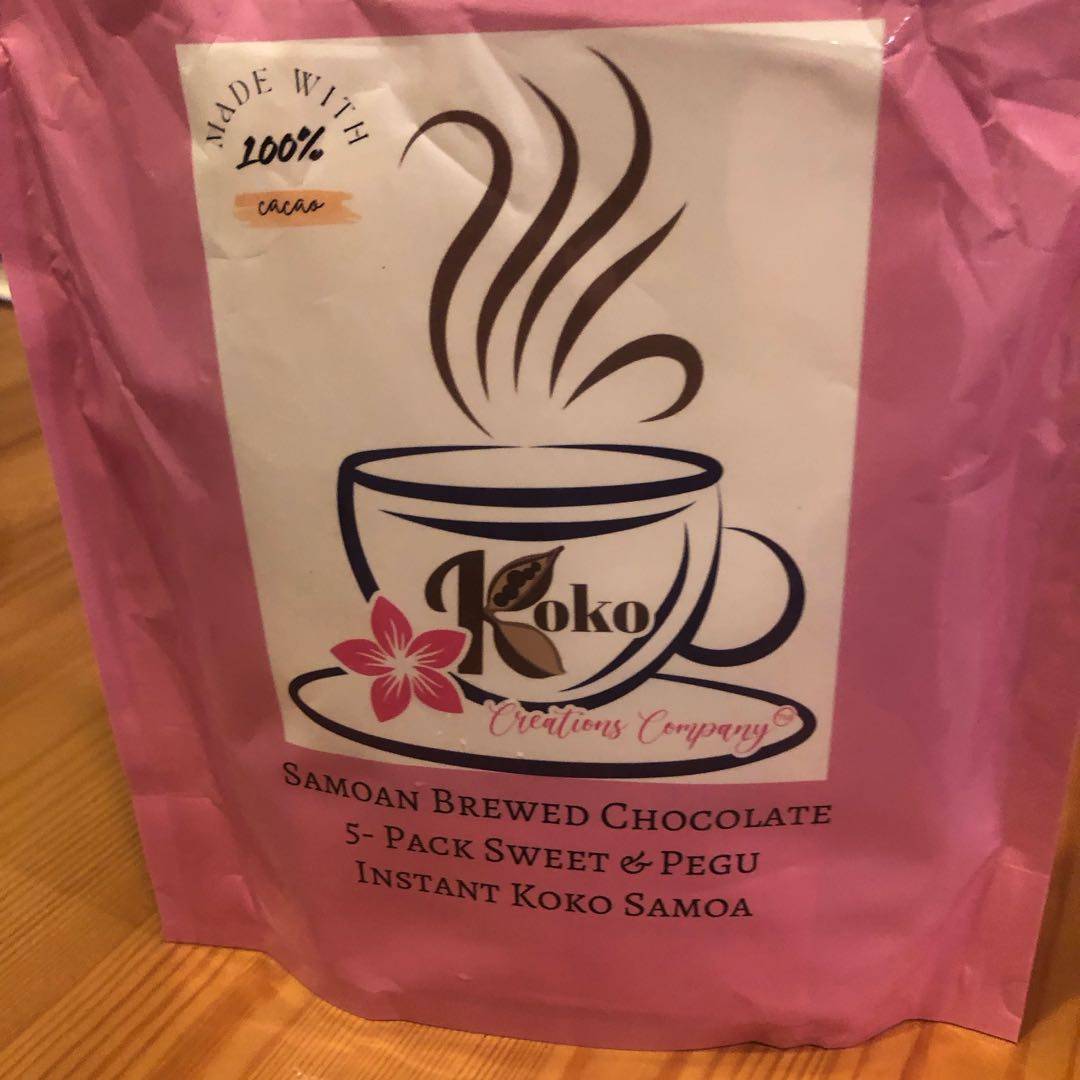 MADE WITH
100%
cacao
Koko
Creations Company
SAMOAN BREWED CHOCOLATE
5- PACK SWEET & PEGU
INSTANT KOKO SAMOA